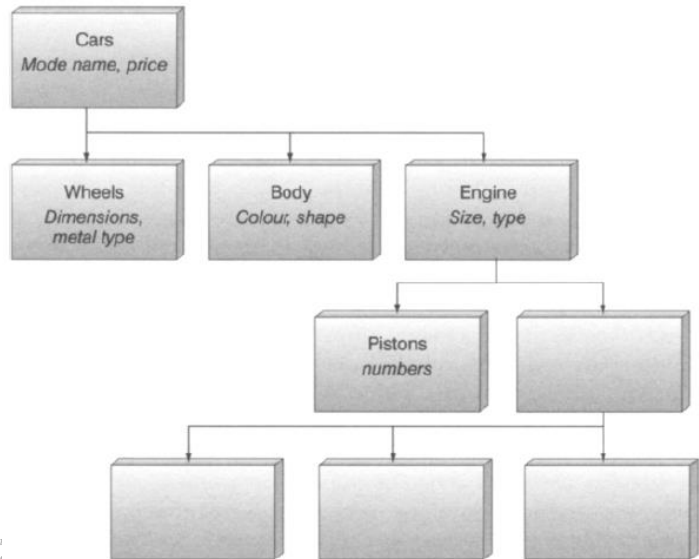 Cars
Mode name, price
Wheels
Dimensions,
metal type
Body
Colour, shape
Engine
Size, type
Pistons
numbers